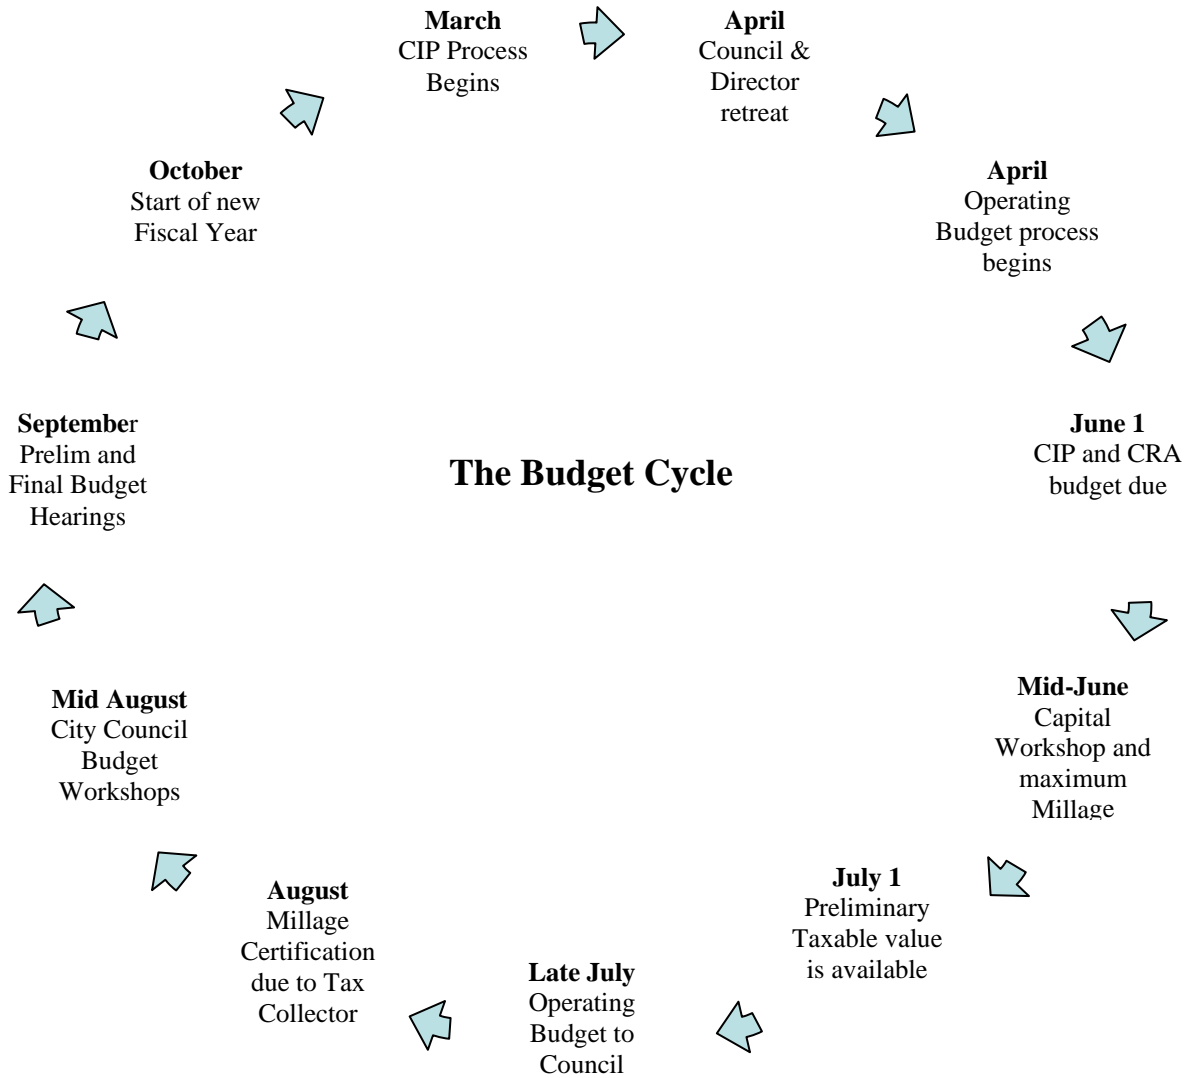 March
CIP Process
Begins
April
Council &
Director
retreat
April
Operating
Budget process
begins
June 1
CIP and CRA
budget due
Mid-June
Capital
Workshop and
maximum
Millage
July 1
Preliminary
Taxable value
is available
Late July
Operating
Budget to
Council
August
Millage
Certification
due to Tax
Collector
Mid August
City Council
Budget
Workshops
September
Prelim and
Final Budget
Hearings
October
Start of new
Fiscal Year
The Budget Cycle